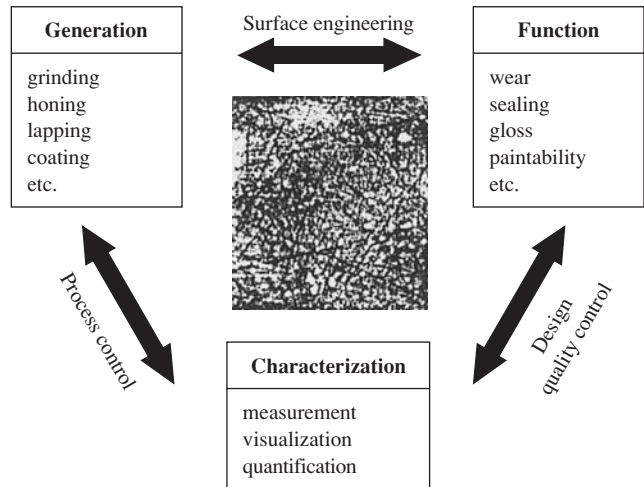 Generation
grinding
honing
lapping
coating
etc.
Surface engineering
Function
wear
sealing
gloss
paintability
etc.
Process control
Design
quality control
Characterization
measurement
visualization
quantification